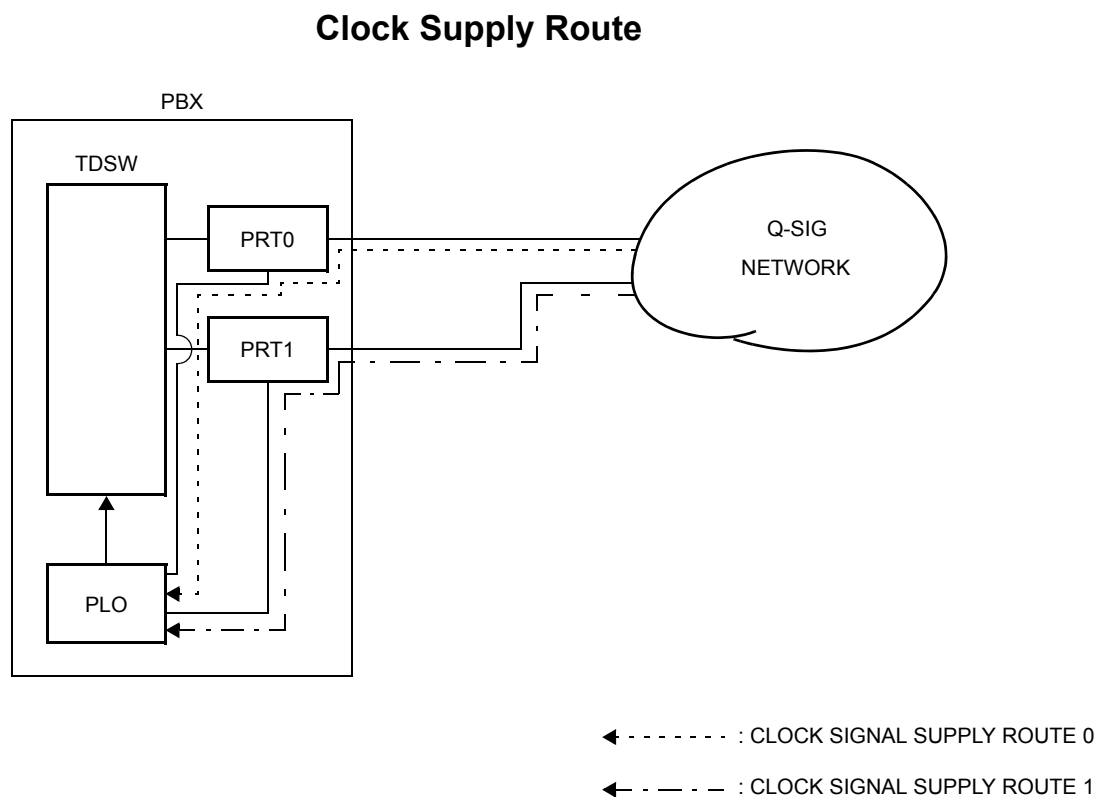 Clock Supply Route
PBX
TDSW
PRT0
Q-SIG
NETWORK
PRT1
PLO
: CLOCK SIGNAL SUPPLY ROUTE 0
: CLOCK SIGNAL SUPPLY ROUTE 1